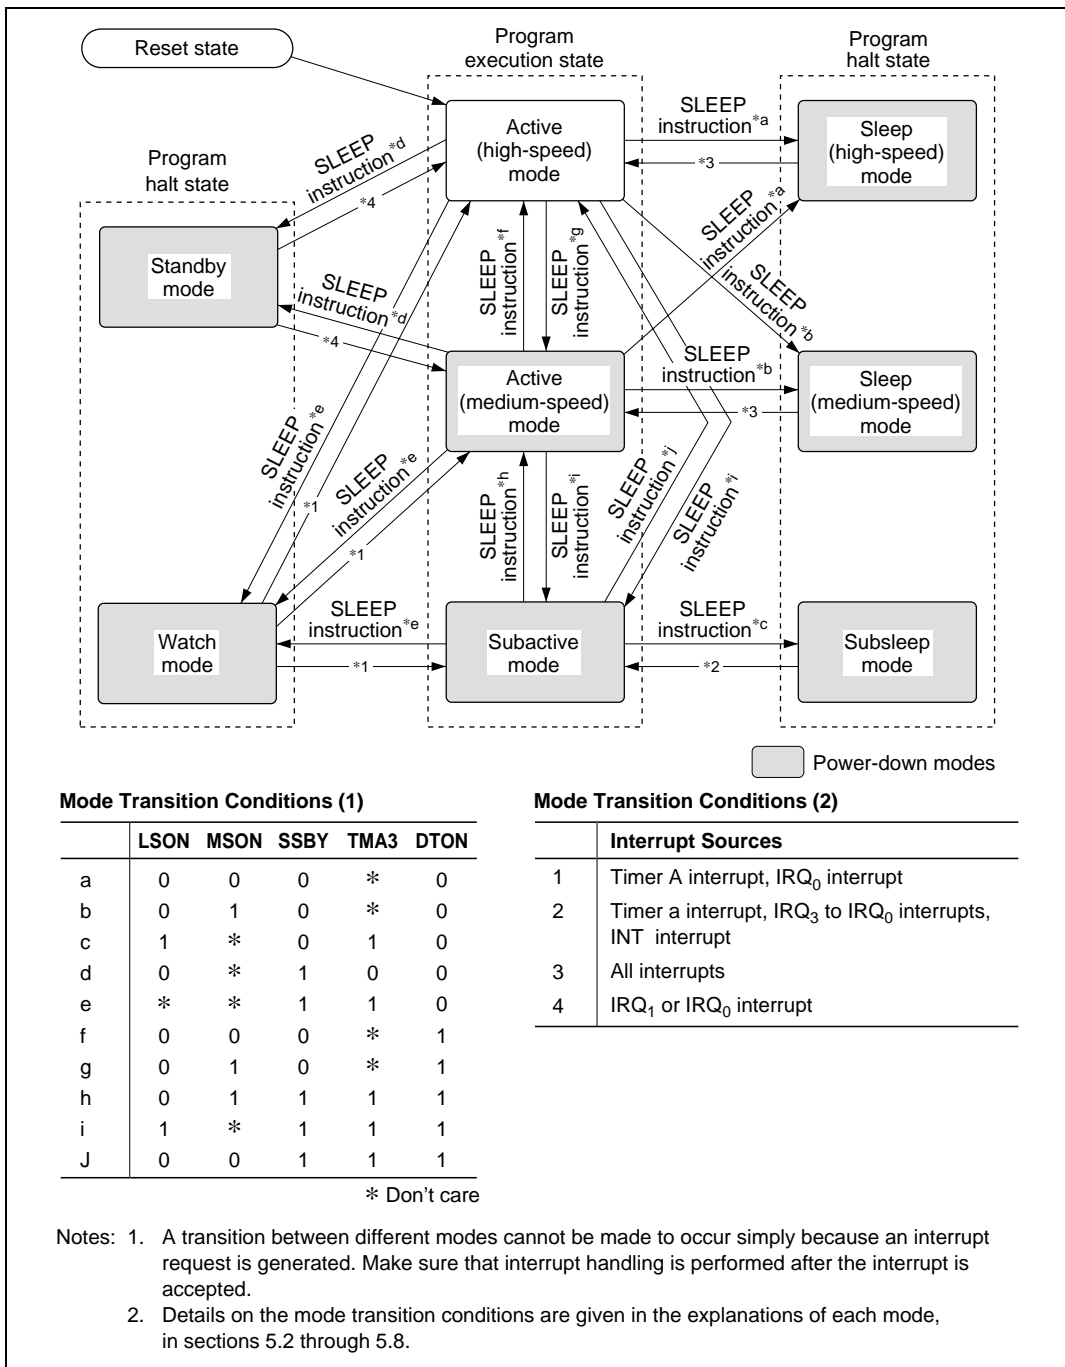 Reset state
Program
execution state
Program
halt state
Program
halt state
Active
(high-speed)
mode
SLEEP
instruction*a
*3
Sleep
(high-speed)
mode
SLEEP
instruction*d
*4
Standby
mode
SLEEP
instruction*d
*4
SLEEP
instruction*f
SLEEP
instruction*g
SLEEP
instruction*a
SLEEP
instruction*b
Active
(medium-speed)
mode
SLEEP
instruction*b
*3
Sleep
(medium-speed)
mode
SLEEP
instruction*e
*1
SLEEP
instruction*e
*1
SLEEP
instruction*h
SLEEP
instruction*i
SLEEP
instruction*j
SLEEP
instruction*i
Watch
mode
SLEEP
instruction*e
*1
Subactive
mode
SLEEP
instruction*c
*2
Subsleep
mode
Power-down modes
Mode Transition Conditions (1)
LSON MSON SSBY TMA3 DTON
a 0 0 0 * 0
b 0 1 0 * 0
c 1 * 0 1 0
d 0 * 1 0 0
e * * 1 1 0
f 0 0 0 * 1
g 0 1 0 * 1
h 0 1 1 1 1
i 1 * 1 1 1
J 0 0 1 1 1
* Don't care
Mode Transition Conditions (2)
Interrupt Sources
1 Timer A interrupt, IRQ0 interrupt
2 Timer a interrupt, IRQ3 to IRQ0 interrupts,
INT interrupt
3 All interrupts
4 IRQ1 or IRQ0 interrupt
Notes: 1. A transition between different modes cannot be made to occur simply because an interrupt
request is generated. Make sure that interrupt handling is performed after the interrupt is
accepted.
2. Details on the mode transition conditions are given in the explanations of each mode,
in sections 5.2 through 5.8.